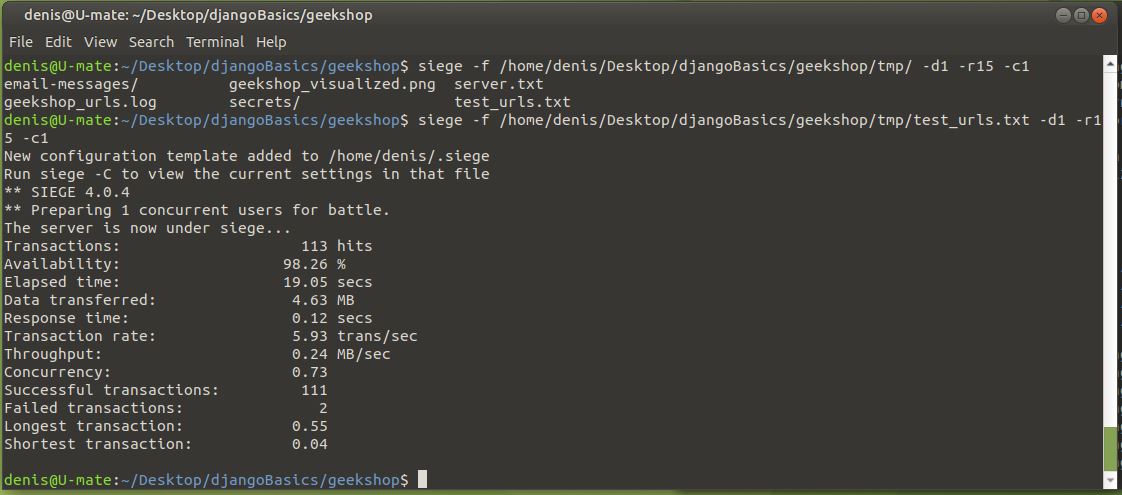 denis@U-mate: ~/Desktop/djangoBasics/geekshop
File Edit View Search Terminal Help
denis@U-mate:~/Desktop/djangoBasics/geekshop$ siege -f /home/denis/Desktop/djangoBasics/geekshop/tmp/ -d1 -r15 -c1
email-messages/ geekshop_visualized.png server.txt
geekshop_urls.log secrets/ test_urls.txt
denis@U-mate:~/Desktop/djangoBasics/geekshop$ siege -f /home/denis/Desktop/djangoBasics/geekshop/tmp/test_urls.txt -d1 -r1
5 -c1
New configuration template added to /home/denis/.siege
Run siege -C to view the current settings in that file
** SIEGE 4.0.4
** Preparing 1 concurrent users for battle.
The server is now under siege...
Transactions: 113 hits
Availability: 98.26 %
Elapsed time: 19.05 secs
Data transferred: 4.63 MB
Response time: 0.12 secs
Transaction rate: 5.93 trans/sec
Throughput: 0.24 MB/sec
Concurrency: 0.73
Successful transactions: 111
Failed transactions: 2
Longest transaction: 0.55
Shortest transaction: 0.04
denis@U-mate:~/Desktop/djangoBasics/geekshop$